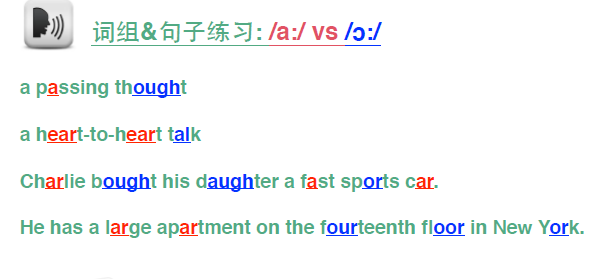 词组&句子练习: /a:/ vs /ɔ:/
a passing thought
a heart-to-heart talk
Charlie bought his daughter a fast sports car.
He has a large apartment on the fourteenth floor in New York.